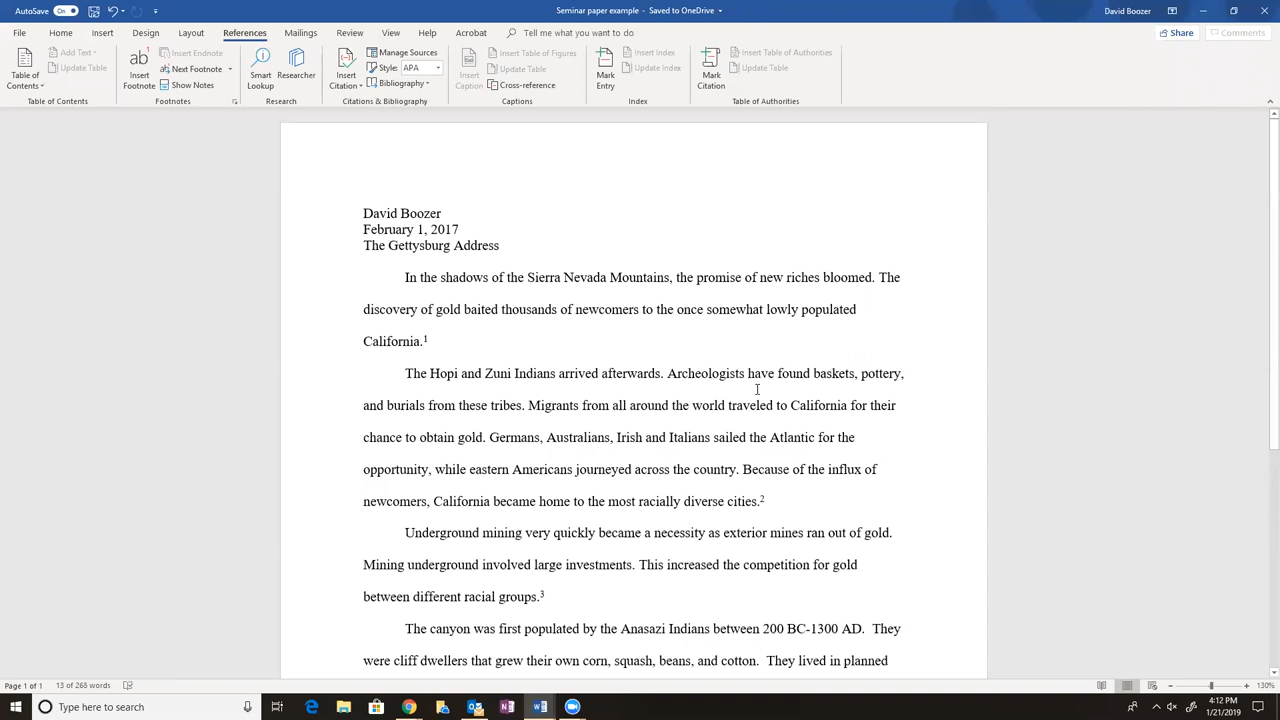 AutoSave On
Seminar paper - Saved to OneDrive
David Boozer
File Home Insert Design Layout References Mailings Review View Help Acrobat Tell me what you want to do Share Comments
Table of Contents
Add Text
Update Table
Table of Contents
ab1
Insert Footnote
Insert Endnote
Next Footnote
Show Notes
Footnotes
Smart Lookup
Researcher
Research
Insert Citation
Manage Sources
Style: APA
Bibliography
Citations & Bibliography
Insert Caption
Insert Table of Figures
Update Table
Cross-reference
Captions
Mark Entry
Insert Index
Update Index
Index
Mark Citation
Insert Table of Authorities
Update Table
Table of Authorities
David Boozer
February 1, 2017
The Gettysburg Address
In the shadows of the Sierra Nevada Mountains, the promise of new riches bloomed. The
discovery of gold baited thousands of newcomers to the once somewhat lowly populated
California.1
The Hopi and Zuni Indians arrived afterwards. Archeologists have found baskets, pottery,
and burials from these tribes. Migrants from all around the world traveled to California for their
chance to obtain gold. Germans, Australians, Irish and Italians sailed the Atlantic for the
opportunity, while eastern Americans journeyed across the country. Because of the influx of
newcomers, California became home to the most racially diverse cities.2
Underground mining very quickly became a necessity as exterior mines ran out of gold.
Mining underground involved large investments. This increased the competition for gold
between different racial groups.3
The canyon was first populated by the Anasazi Indians between 200 BC-1300 AD. They
were cliff dwellers that grew their own corn, squash, beans, and cotton. They lived in planned
Page 1 of 1 13 of 268 words 130%
Type here to search
4:12 PM
1/21/2019